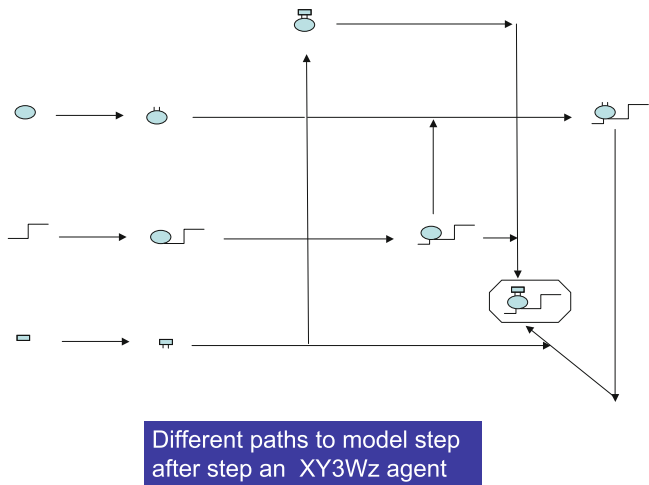 Different paths to model step
after step an XY3Wz agent